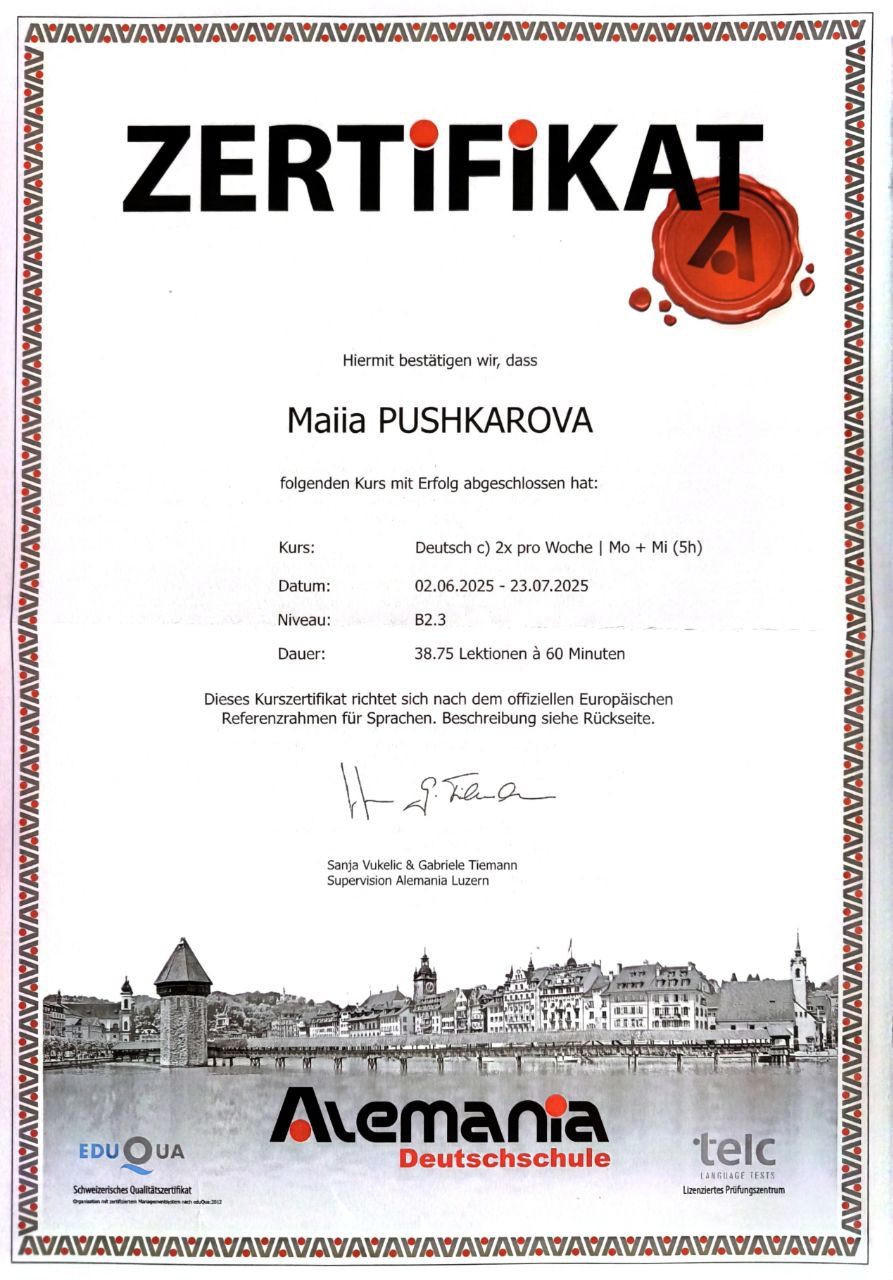 ZERTiFiKAT
A
Hiermit bestätigen wir, dass
Maiia PUSHKAROVA
folgenden Kurs mit Erfolg abgeschlossen hat:
Kurs: Deutsch c) 2x pro Woche | Mo + Mi (5h)
Datum: 02.06.2025 - 23.07.2025
Niveau: B2.3
Dauer: 38.75 Lektionen à 60 Minuten
Dieses Kurszertifikat richtet sich nach dem offiziellen Europäischen
Referenzrahmen für Sprachen. Beschreibung siehe Rückseite.
Sanja Vukelic & Gabriele Tiemann
Supervision Alemania Luzern
Alemania
Deutschschule
EDUQUA
Schweizerisches Qualitätszertifikat
Organisation mit zertifiziertem Managementsystem nach eduQua:2012
telc
LANGUAGE TESTS
Lizenziertes Prüfungszentrum